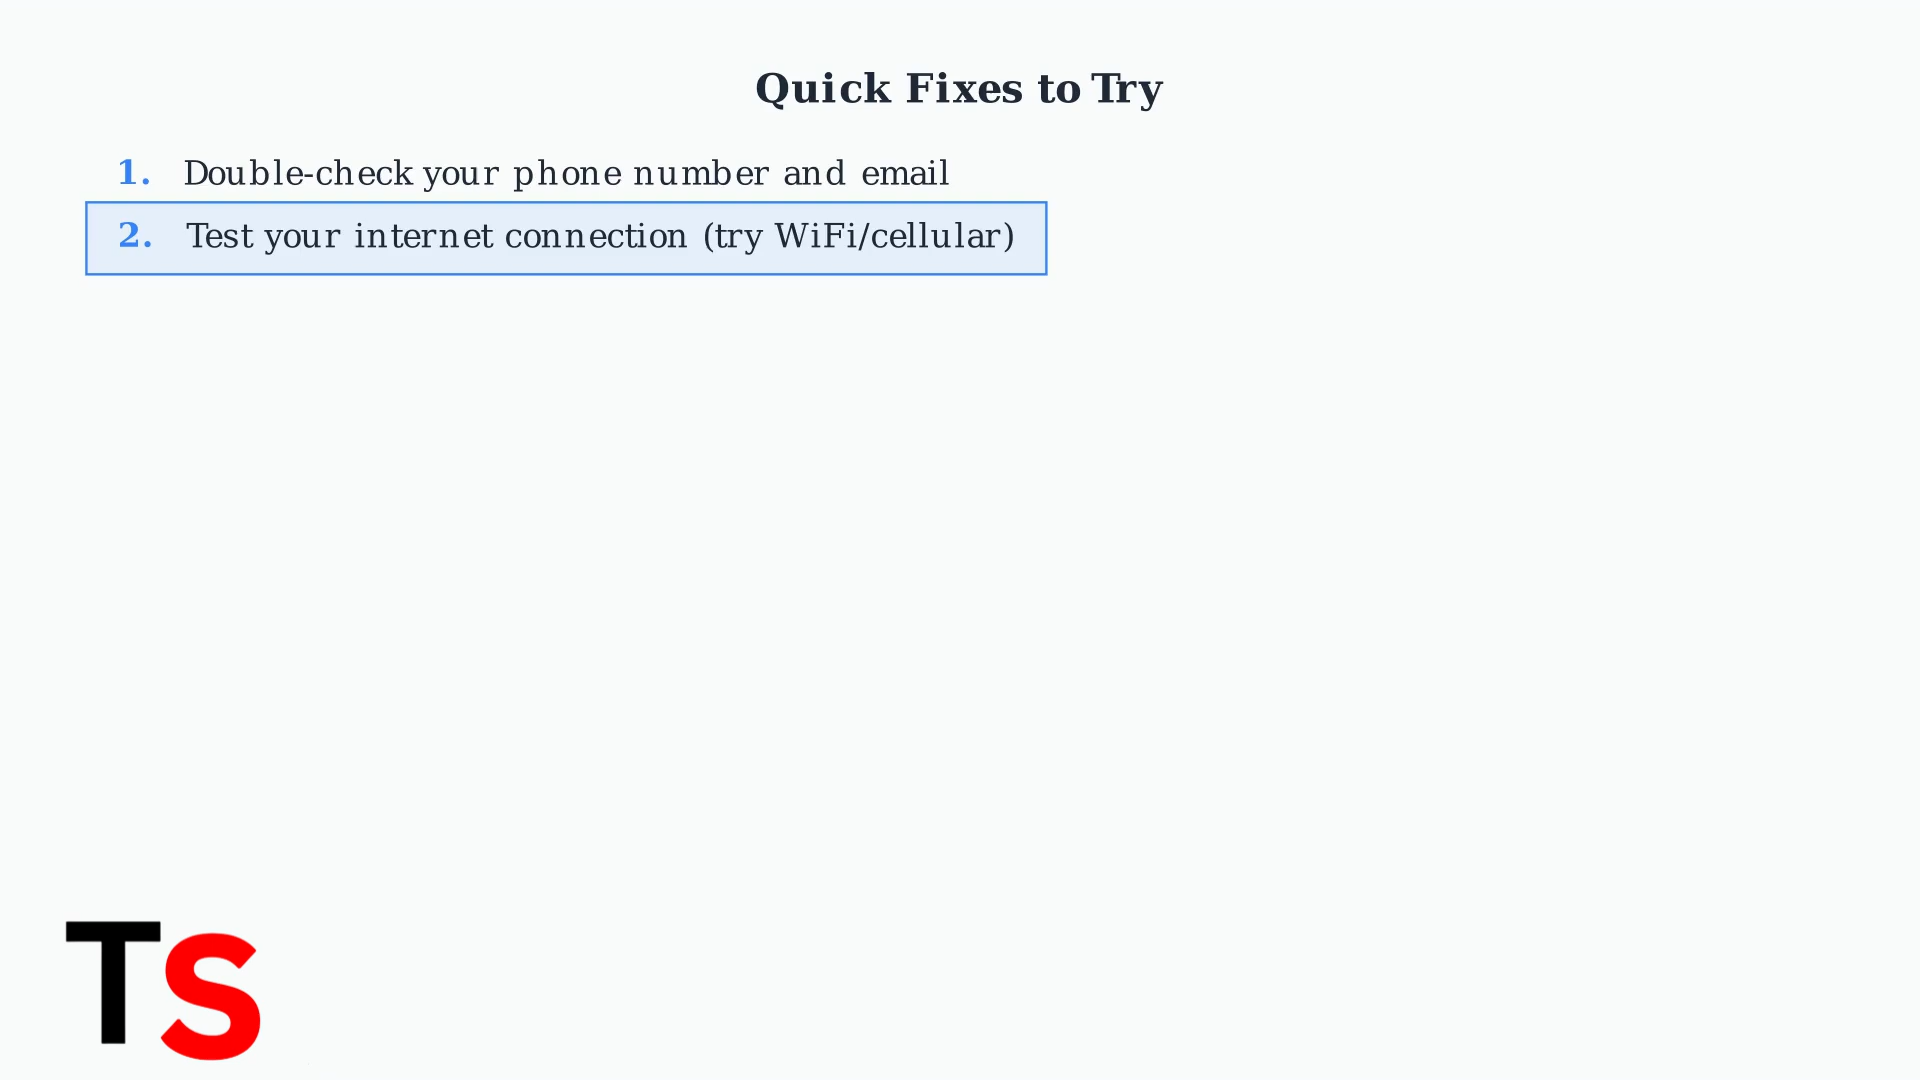 Quick Fixes to Try
1. Double-check your phone number and email
2. Test your internet connection (try WiFi/cellular)
TS